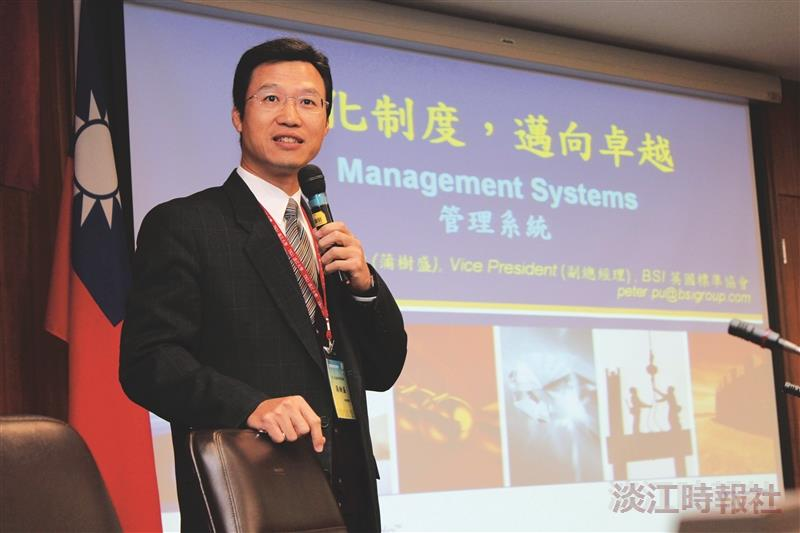 化制度，邁向卓越
Management Systems
管理系統
(蒲樹盛), Vice President (副總經理), BSI 英國標準協會
peter pu@bsigroup.com
淡江時報社